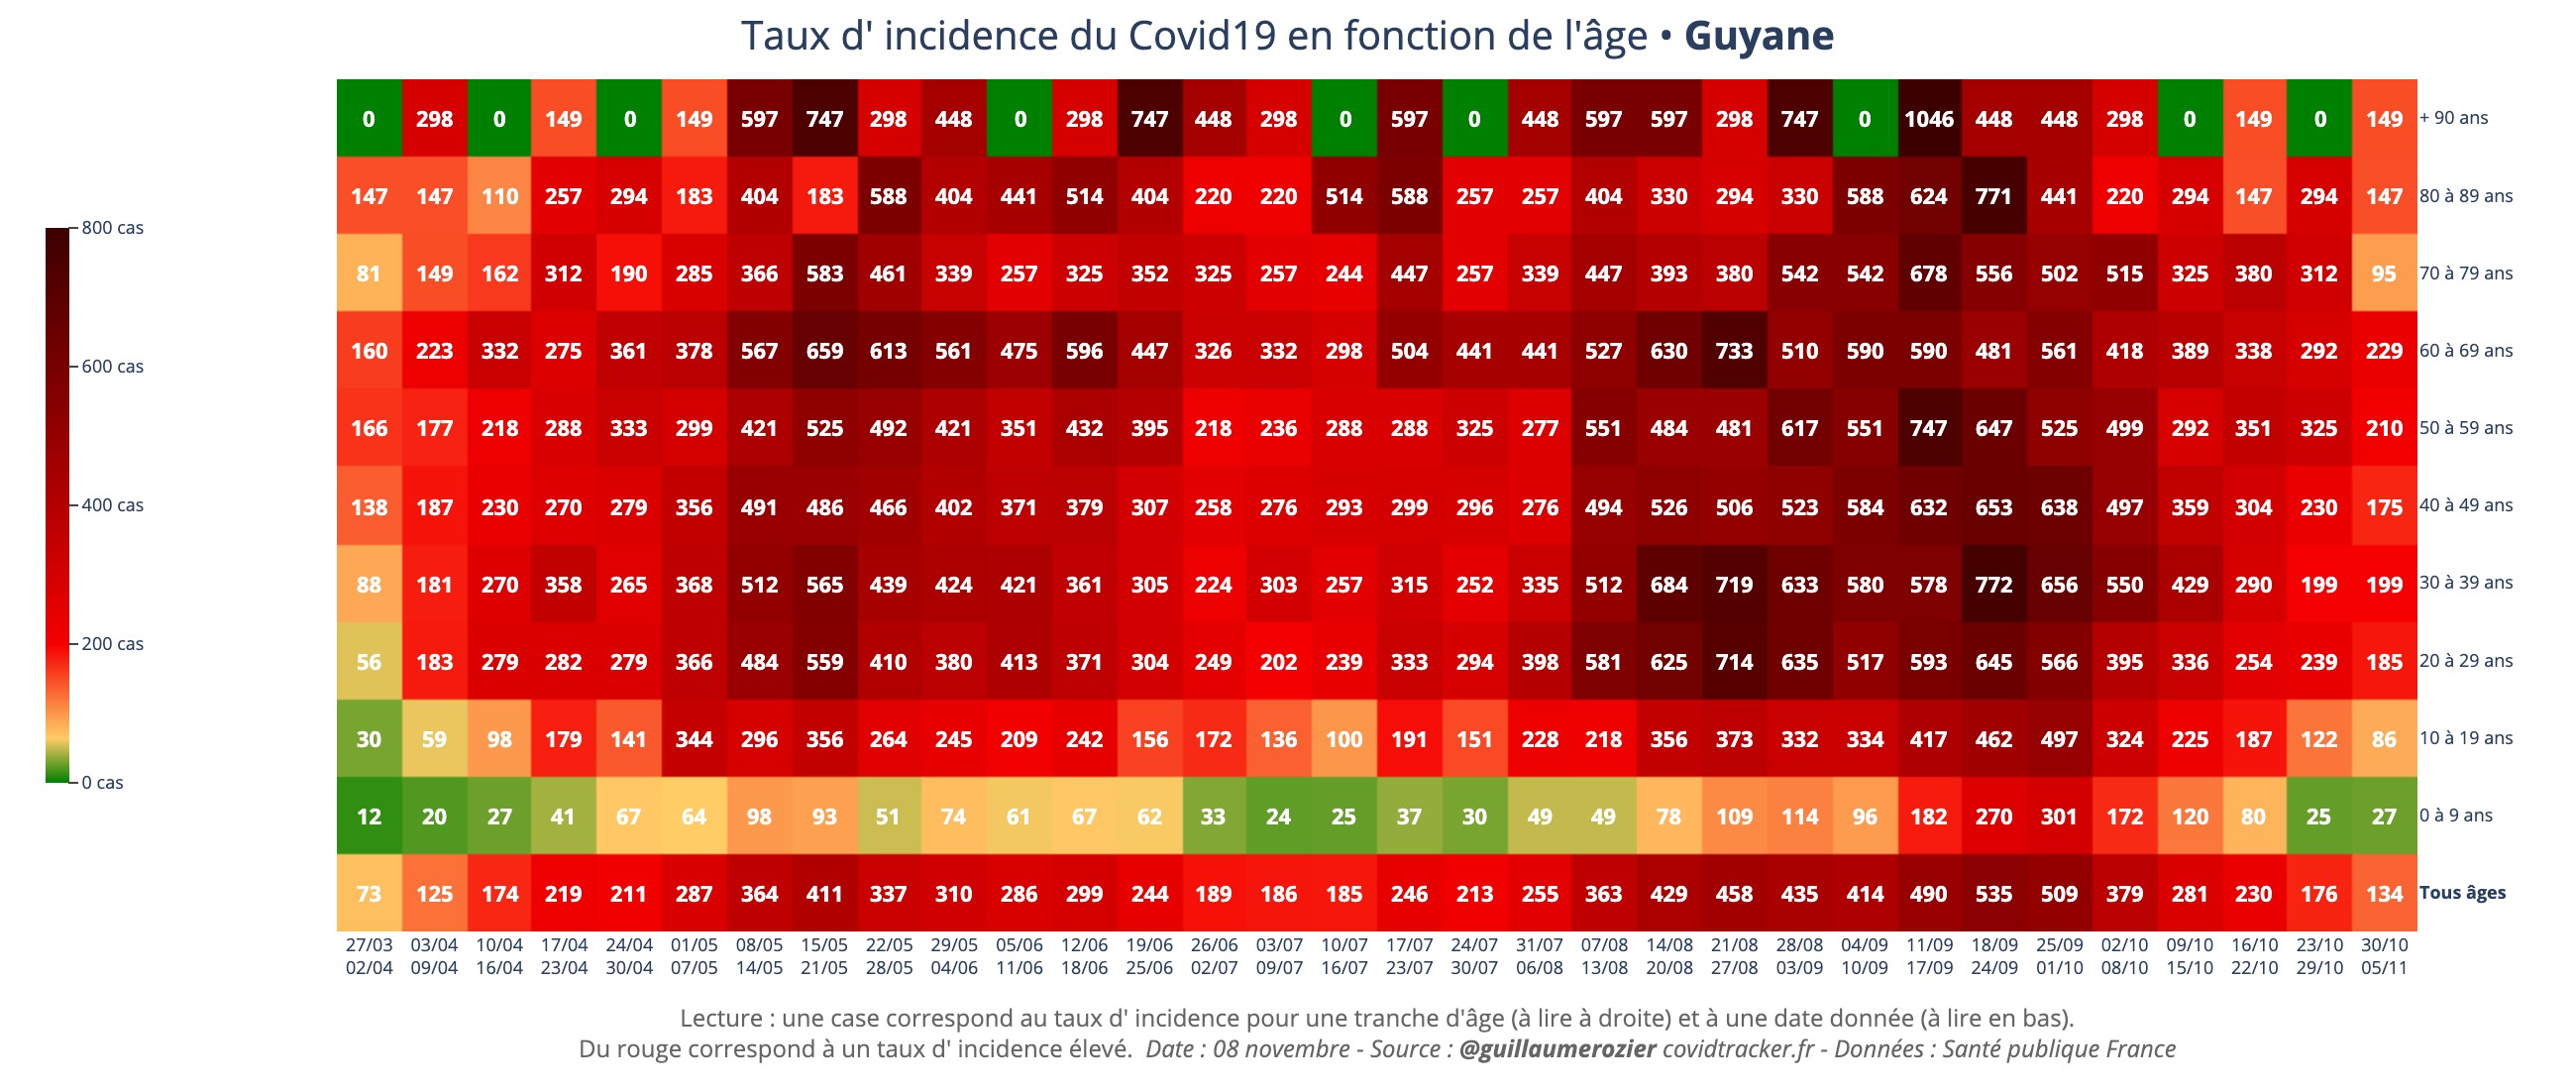 Taux d' incidence du Covid19 en fonction de l'âge • Guyane
0 298 0 149 0 149 597 747 298 448 0 298 747 448 298 0 597 0 448 597 597 298 747 0 1046 448 448 298 0 149 0 149 + 90 ans
147 147 110 257 294 183 404 183 588 404 441 514 404 220 220 514 588 257 257 404 330 294 330 588 624 771 441 220 294 147 294 147 80 à 89 ans
800 cas
81 149 162 312 190 285 366 583 461 339 257 325 352 325 257 244 447 257 339 447 393 380 542 542 678 556 502 515 325 380 312 95 70 à 79 ans
160 223 332 275 361 378 567 659 613 561 475 596 447 326 332 298 504 441 441 527 630 733 510 590 590 481 561 418 389 338 292 229 60 à 69 ans
600 cas
166 177 218 288 333 299 421 525 492 421 351 432 395 218 236 288 288 325 277 551 484 481 617 551 747 647 525 499 292 351 325 210 50 à 59 ans
400 cas
138 187 230 270 279 356 491 486 466 402 371 379 307 258 276 293 299 296 276 494 526 506 523 584 632 653 638 497 359 304 230 175 40 à 49 ans
88 181 270 358 265 368 512 565 439 424 421 361 305 224 303 257 315 252 335 512 684 719 633 580 578 772 656 550 429 290 199 199 30 à 39 ans
200 cas
56 183 279 282 279 366 484 559 410 380 413 371 304 249 202 239 333 294 398 581 625 714 635 517 593 645 566 395 336 254 239 185 20 à 29 ans
30 59 98 179 141 344 296 356 264 245 209 242 156 172 136 100 191 151 228 218 356 373 332 334 417 462 497 324 225 187 122 86 10 à 19 ans
0 cas
12 20 27 41 67 64 98 93 51 74 61 67 62 33 24 25 37 30 49 49 78 109 114 96 182 270 301 172 120 80 25 27 0 à 9 ans
73 125 174 219 211 287 364 411 337 310 286 299 244 189 186 185 246 213 255 363 429 458 435 414 490 535 509 379 281 230 176 134 Tous âges
27/03 03/04 10/04 17/04 24/04 01/05 08/05 15/05 22/05 29/05 05/06 12/06 19/06 26/06 03/07 10/07 17/07 24/07 31/07 07/08 14/08 21/08 28/08 04/09 11/09 18/09 25/09 02/10 09/10 16/10 23/10 30/10
02/04 09/04 16/04 23/04 30/04 07/05 14/05 21/05 28/05 04/06 11/06 18/06 25/06 02/07 09/07 16/07 23/07 30/07 06/08 13/08 20/08 27/08 03/09 10/09 17/09 24/09 01/10 08/10 15/10 22/10 29/10 05/11
Lecture : une case correspond au taux d' incidence pour une tranche d'âge (à lire à droite) et à une date donnée (à lire en bas).
Du rouge correspond à un taux d' incidence élevé. Date : 08 novembre - Source : @guillaumerozier covidtracker.fr - Données : Santé publique France